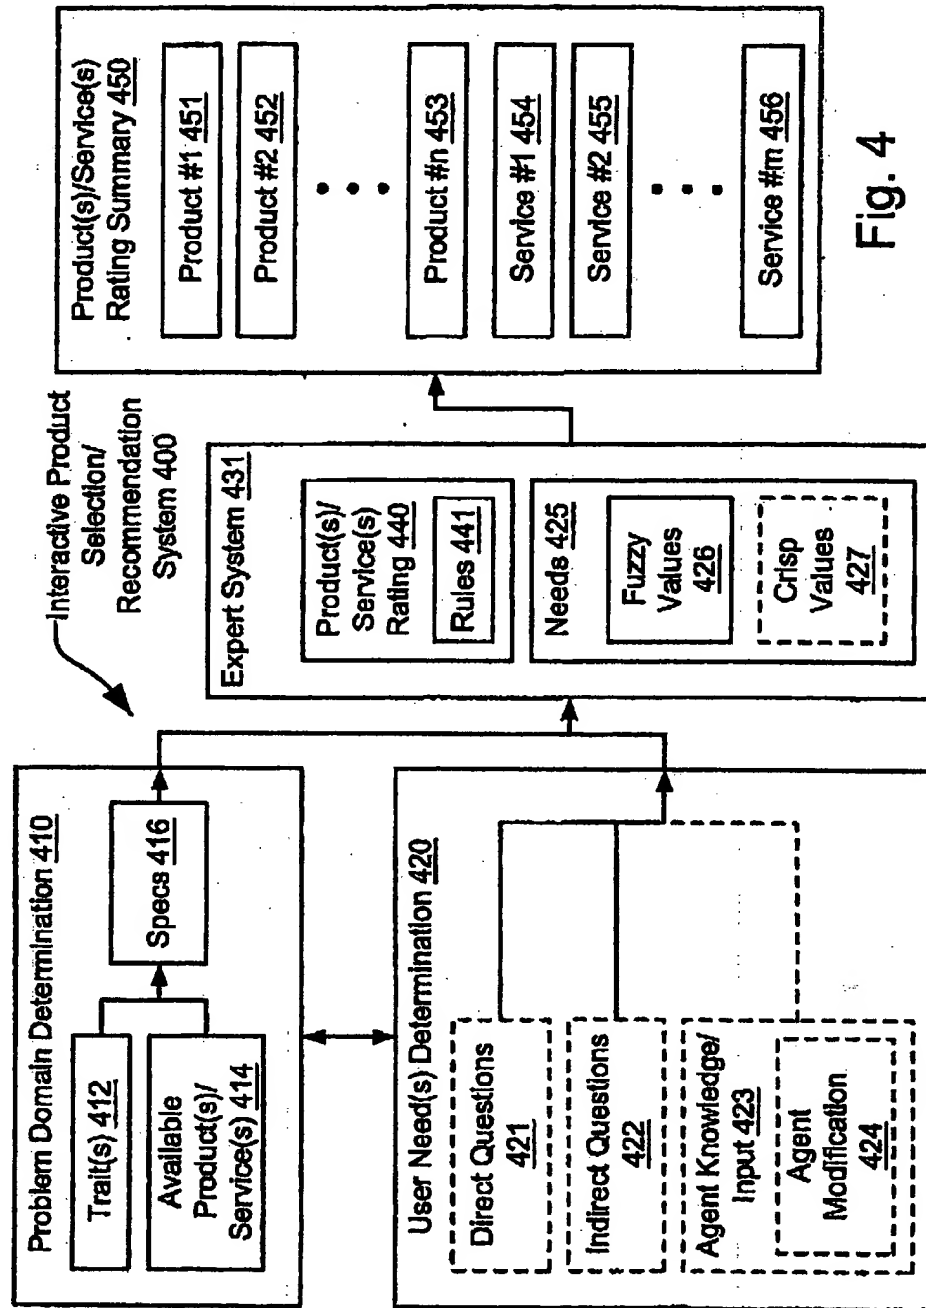 Interactive Product
Selection/
Recommendation
System 400
Problem Domain Determination 410
Trait(s) 412
Available
Product(s)/
Service(s) 414
Specs 416
User Need(s) Determination 420
Direct Questions
421
Indirect Questions
422
Agent Knowledge/
Input 423
Agent
Modification
424
Expert System 431
Product(s)/
Service(s)
Rating 440
Rules 441
Needs 425
Fuzzy
Values
426
Crisp
Values
427
Product(s)/Service(s)
Rating Summary 450
Product #1 451
Product #2 452
Product #n 453
Service #1 454
Service #2 455
Service #m 456
Fig. 4